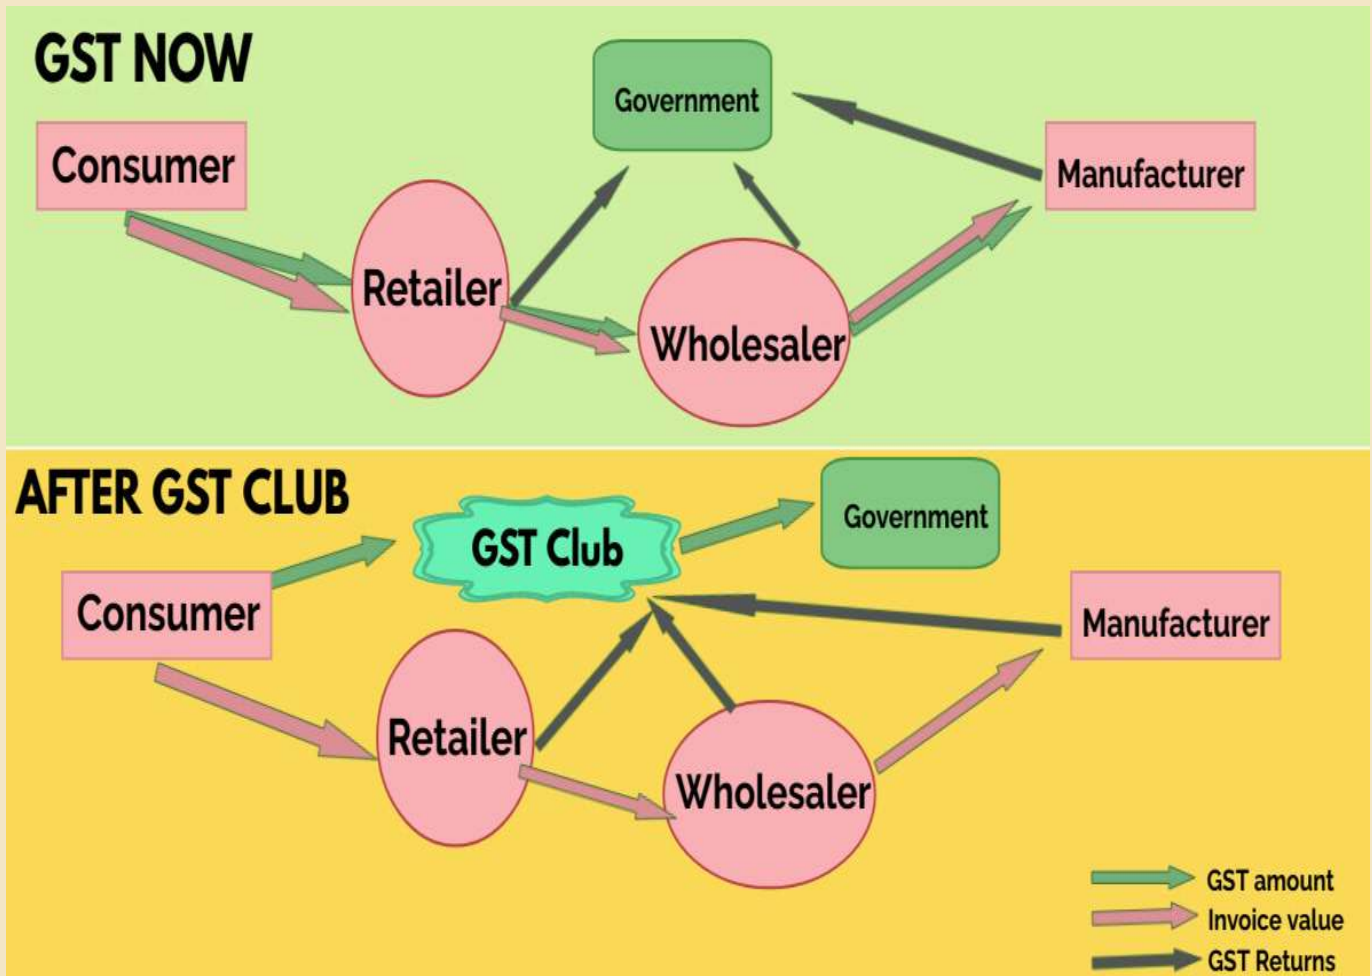 GST NOW
Government
Consumer
Manufacturer
Retailer
Wholesaler
AFTER GST CLUB
GST Club
Government
Consumer
Manufacturer
Retailer
Wholesaler
GST amount
Invoice value
GST Returns